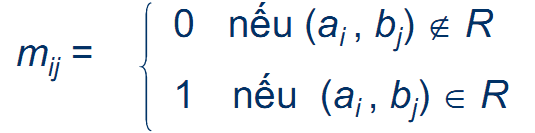 0 nếu (aᵢ , bⱼ) ∉ R
mᵢⱼ = {
1 nếu (aᵢ , bⱼ) ∈ R